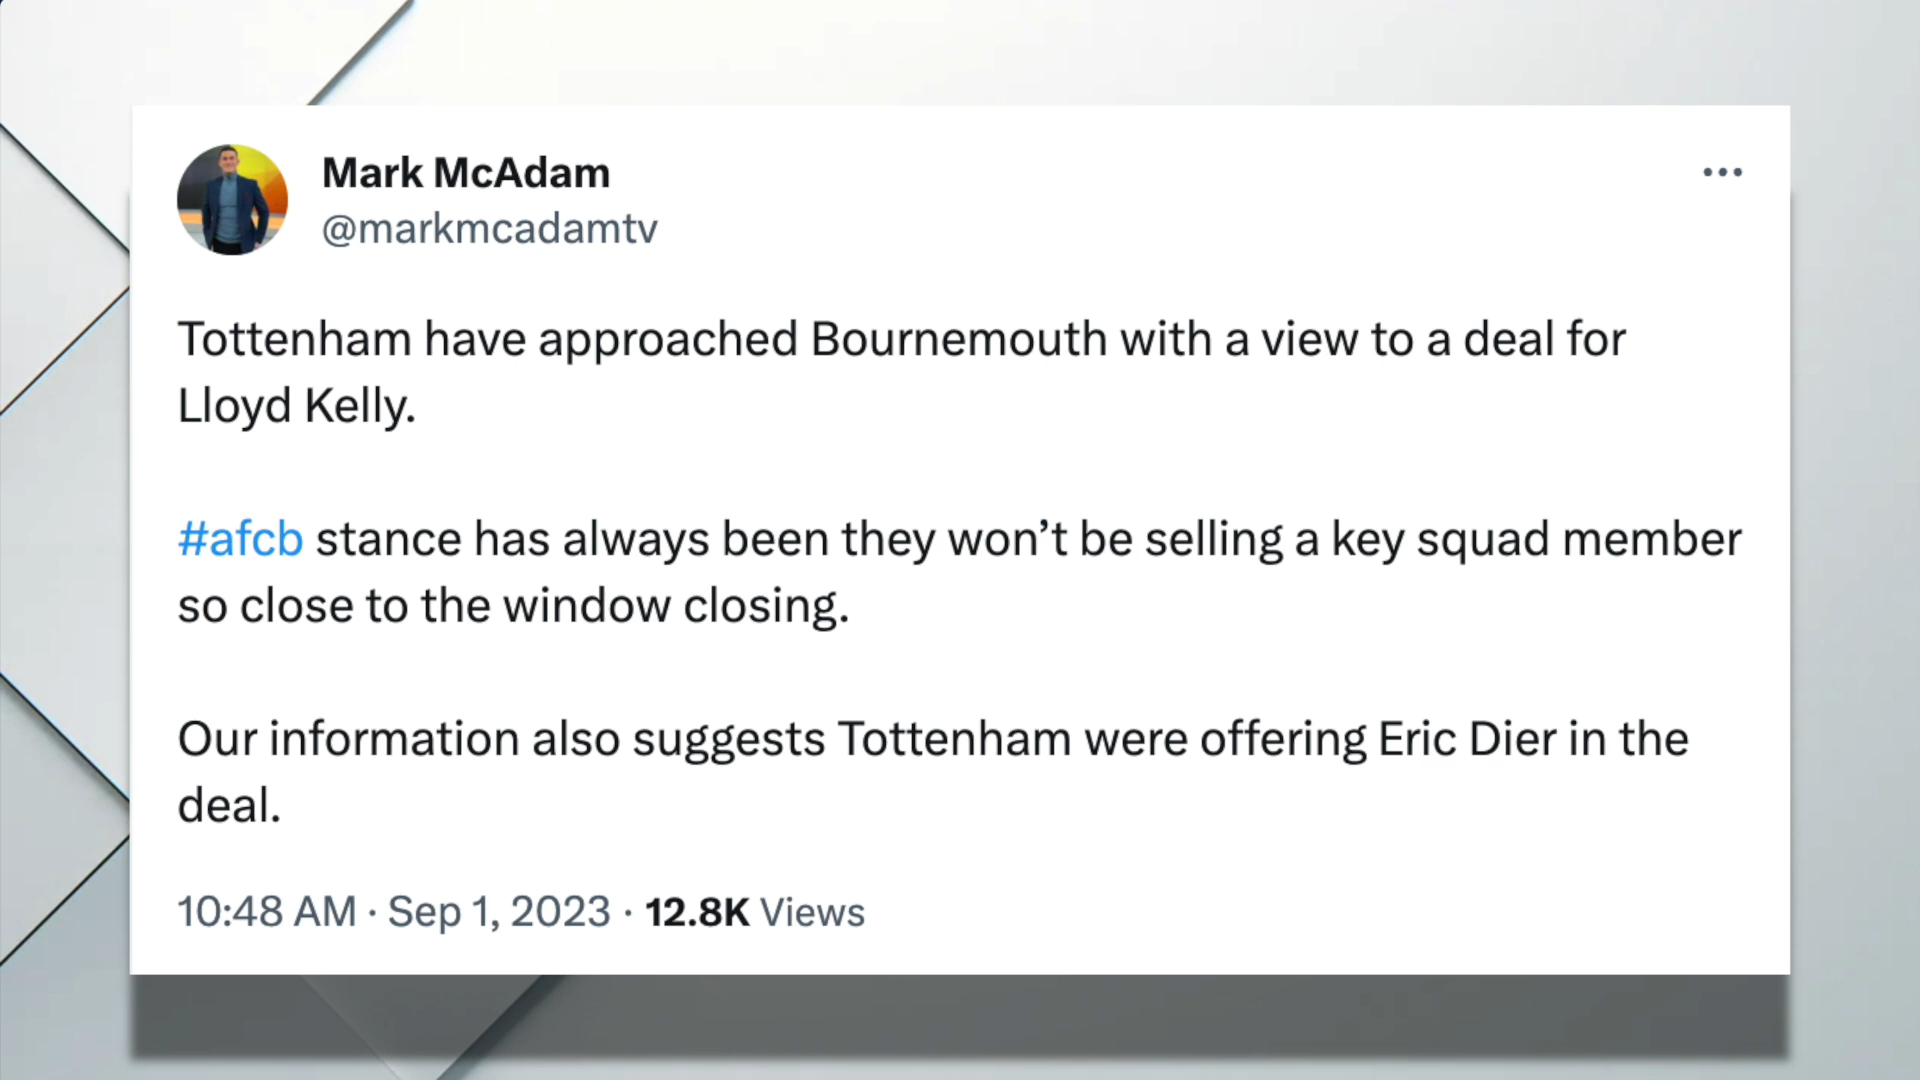 Mark McAdam
@markmcadamtv
Tottenham have approached Bournemouth with a view to a deal for
Lloyd Kelly.
#afcb stance has always been they won’t be selling a key squad member
so close to the window closing.
Our information also suggests Tottenham were offering Eric Dier in the
deal.
10:48 AM · Sep 1, 2023 · 12.8K Views